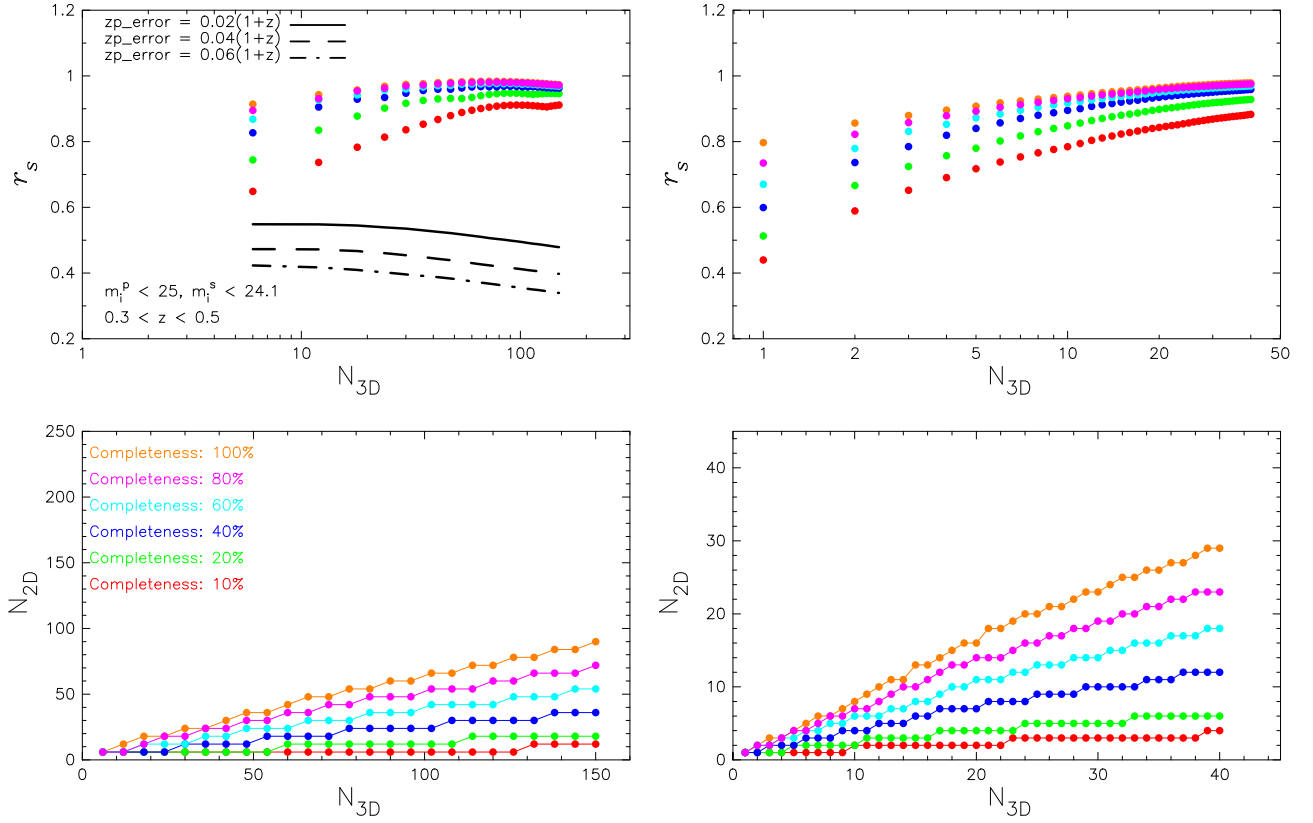 1.2
1
0.8
0.6
0.4
0.2
r_s
zp_error = 0.02(1+z)
zp_error = 0.04(1+z)
zp_error = 0.06(1+z)
m_i^p < 25, m_i^s < 24.1
0.3 < z < 0.5
1 10 100
N_3D
1.2
1
0.8
0.6
0.4
0.2
r_s
1 2 5 10 20 50
N_3D
250
200
150
100
50
0
N_2D
Completeness: 100%
Completeness: 80%
Completeness: 60%
Completeness: 40%
Completeness: 20%
Completeness: 10%
0 50 100 150
N_3D
40
30
20
10
0
N_2D
0 10 20 30 40
N_3D